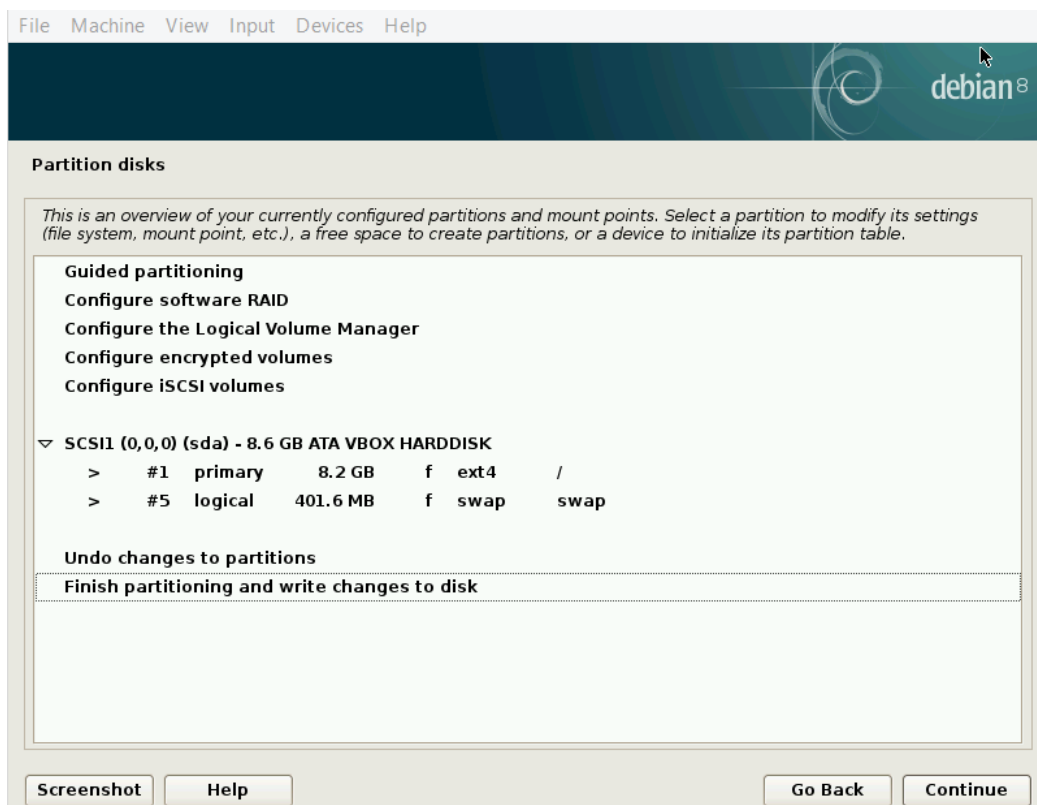 File Machine View Input Devices Help
debian 8
Partition disks
This is an overview of your currently configured partitions and mount points. Select a partition to modify its settings
(file system, mount point, etc.), a free space to create partitions, or a device to initialize its partition table.
Guided partitioning
Configure software RAID
Configure the Logical Volume Manager
Configure encrypted volumes
Configure iSCSI volumes
SCSI1 (0,0,0) (sda) - 8.6 GB ATA VBOX HARDDISK
> #1 primary 8.2 GB f ext4 /
> #5 logical 401.6 MB f swap swap
Undo changes to partitions
Finish partitioning and write changes to disk
Screenshot Help Go Back Continue